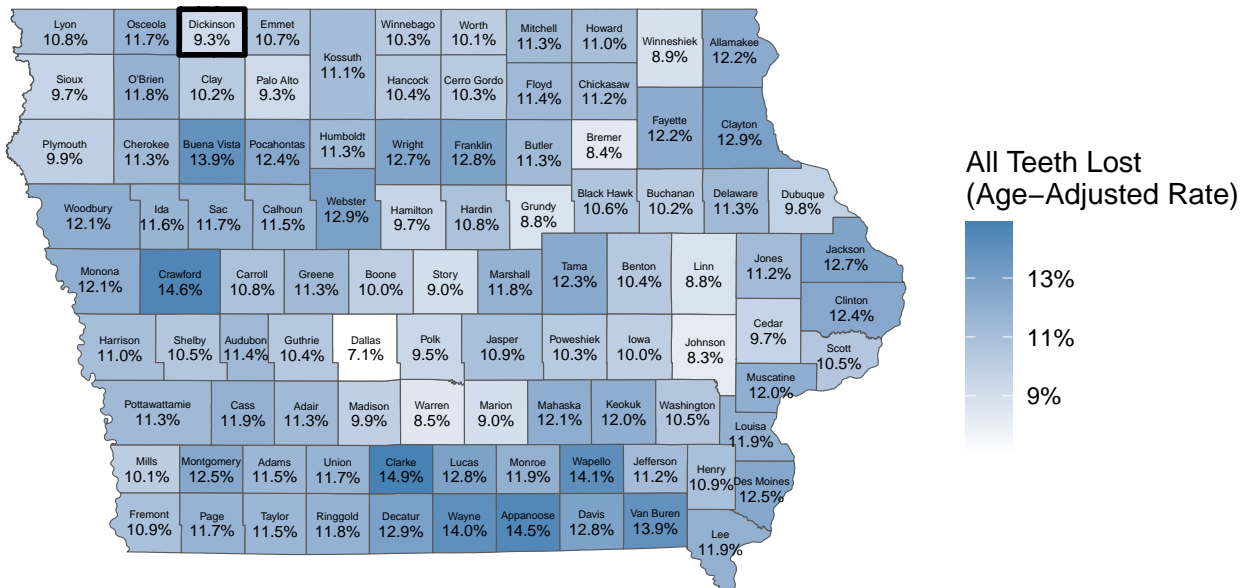 Lyon
10.8%
Osceola
11.7%
Dickinson
9.3%
Emmet
10.7%
Kossuth
11.1%
Winnebago
10.3%
Worth
10.1%
Mitchell
11.3%
Howard
11.0%
Winneshiek
8.9%
Allamakee
12.2%
Sioux
9.7%
O'Brien
11.8%
Clay
10.2%
Palo Alto
9.3%
Hancock
10.4%
Cerro Gordo
10.3%
Floyd
11.4%
Chickasaw
11.2%
Fayette
12.2%
Clayton
12.9%
Plymouth
9.9%
Cherokee
11.3%
Buena Vista
13.9%
Pocahontas
12.4%
Humboldt
11.3%
Wright
12.7%
Franklin
12.8%
Butler
11.3%
Bremer
8.4%
Woodbury
12.1%
Ida
11.6%
Sac
11.7%
Calhoun
11.5%
Webster
12.9%
Hamilton
9.7%
Hardin
10.8%
Grundy
8.8%
Black Hawk
10.6%
Buchanan
10.2%
Delaware
11.3%
Dubuque
9.8%
Monona
12.1%
Crawford
14.6%
Carroll
10.8%
Greene
11.3%
Boone
10.0%
Story
9.0%
Marshall
11.8%
Tama
12.3%
Benton
10.4%
Linn
8.8%
Jones
11.2%
Jackson
12.7%
Clinton
12.4%
Harrison
11.0%
Shelby
10.5%
Audubon
11.4%
Guthrie
10.4%
Dallas
7.1%
Polk
9.5%
Jasper
10.9%
Poweshiek
10.3%
Iowa
10.0%
Johnson
8.3%
Cedar
9.7%
Scott
10.5%
Muscatine
12.0%
Pottawattamie
11.3%
Cass
11.9%
Adair
11.3%
Madison
9.9%
Warren
8.5%
Marion
9.0%
Mahaska
12.1%
Keokuk
12.0%
Washington
10.5%
Louisa
11.9%
Mills
10.1%
Montgomery
12.5%
Adams
11.5%
Union
11.7%
Clarke
14.9%
Lucas
12.8%
Monroe
11.9%
Wapello
14.1%
Jefferson
11.2%
Henry
10.9%
Des Moines
12.5%
Fremont
10.9%
Page
11.7%
Taylor
11.5%
Ringgold
11.8%
Decatur
12.9%
Wayne
14.0%
Appanoose
14.5%
Davis
12.8%
Van Buren
13.9%
Lee
11.9%
All Teeth Lost
(Age−Adjusted Rate)
13%
11%
9%